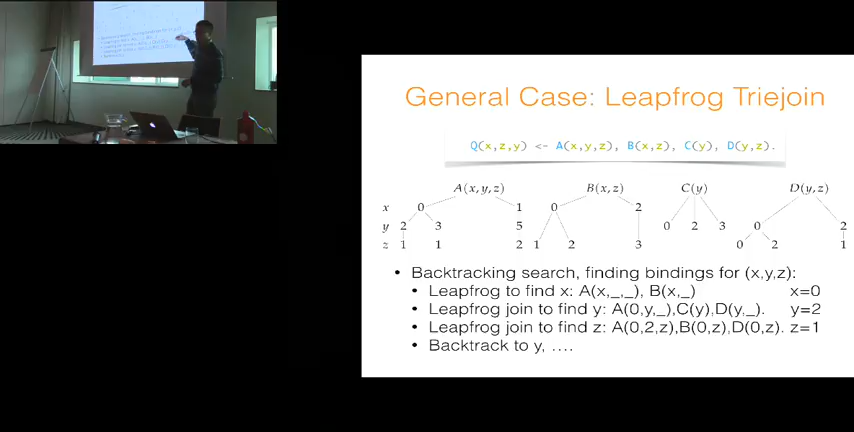 General Case: Leapfrog Triejoin
Q(x,z,y) <- A(x,y,z), B(x,z), C(y), D(y,z).
A(x,y,z) B(x,z) C(y) D(y,z)
x 0 1 0 2
y 2 3 5 0 2 3 0 2
z 1 1 2 1 2 3 0 2 1
• Backtracking search, finding bindings for (x,y,z):
• Leapfrog to find x: A(x,_,_), B(x,_) x=0
• Leapfrog join to find y: A(0,y,_),C(y),D(y,_). y=2
• Leapfrog join to find z: A(0,2,z),B(0,z),D(0,z). z=1
• Backtrack to y, ....